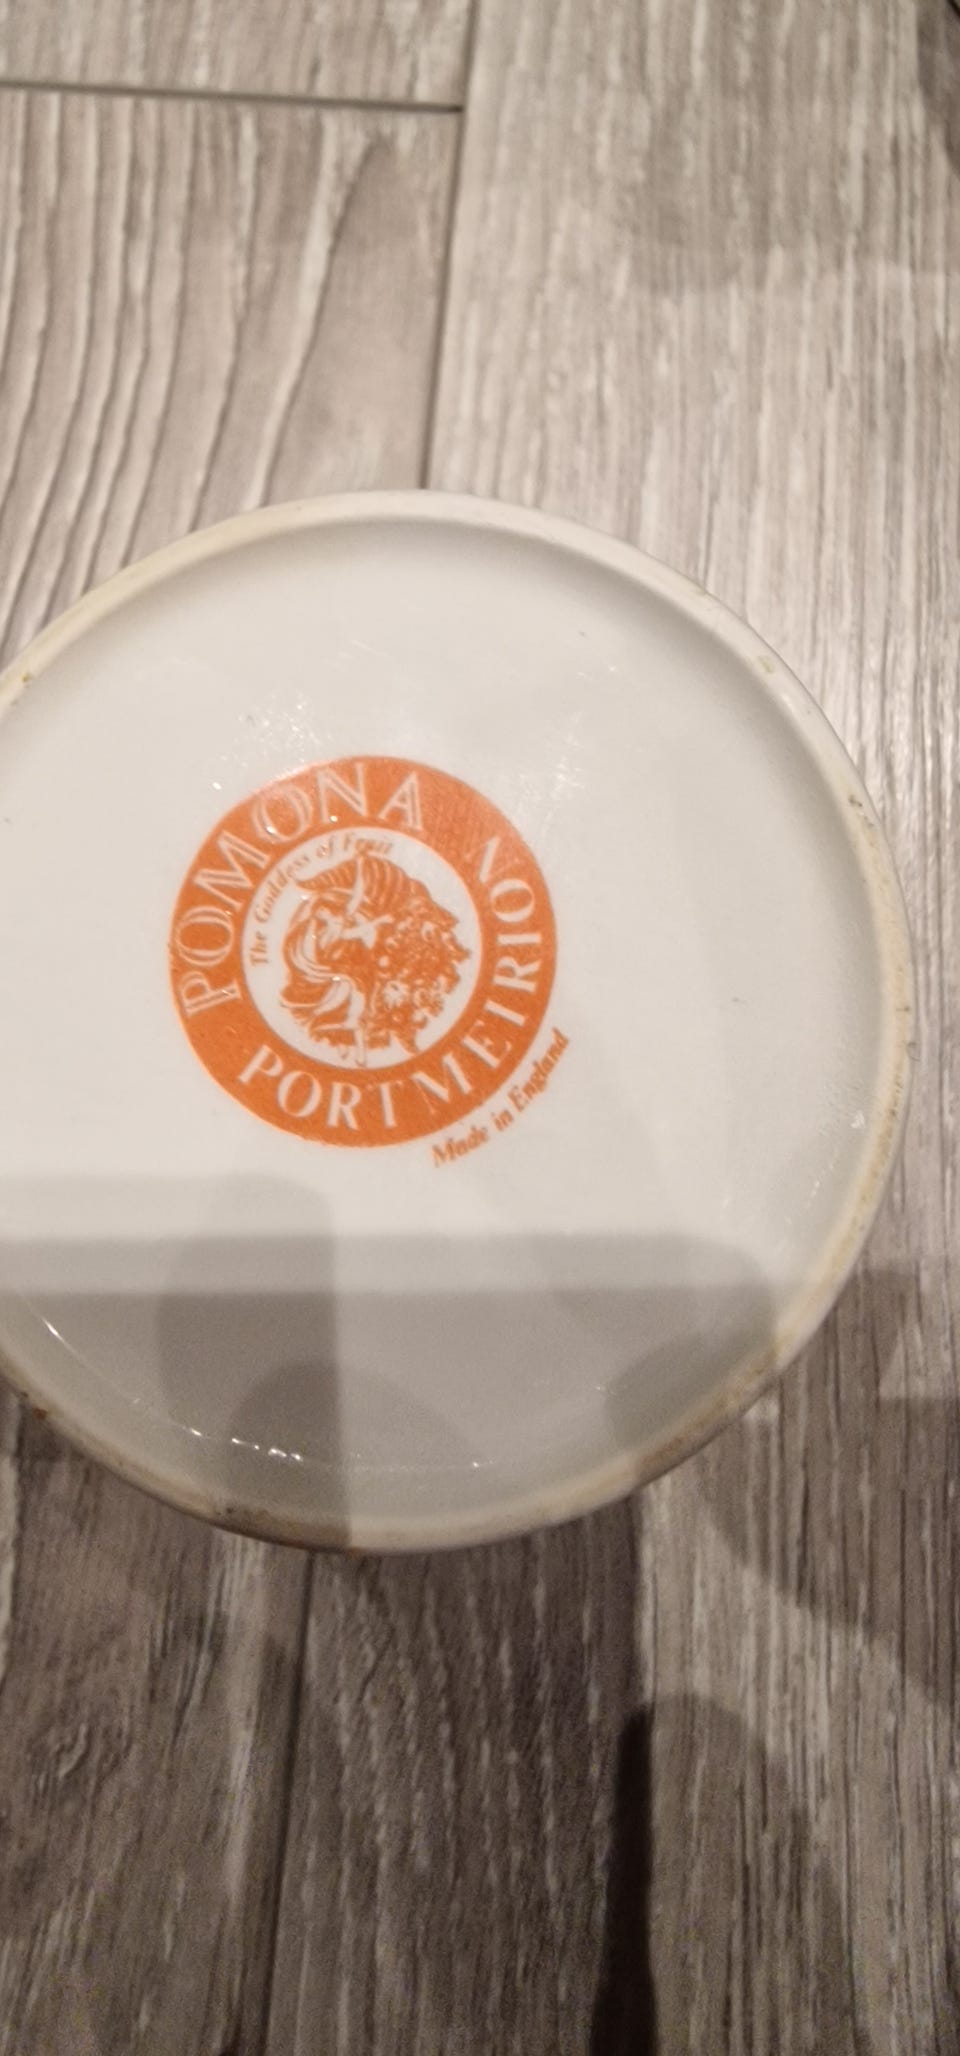 POMONA
The Goddess of Fruit
PORTMEIRION
Made in England